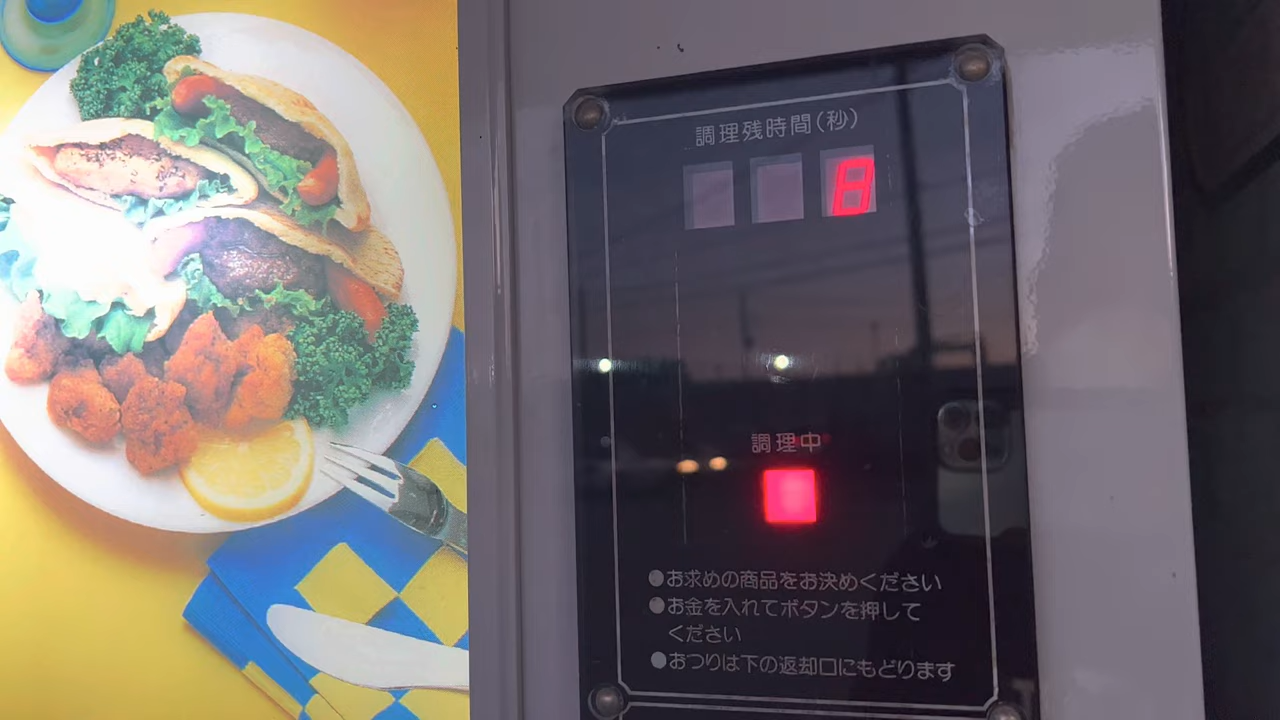 調理残時間(秒)
8
調理中
●お求めの商品をお決めください
●お金を入れてボタンを押して
ください
●おつりは下の返却口にもどります